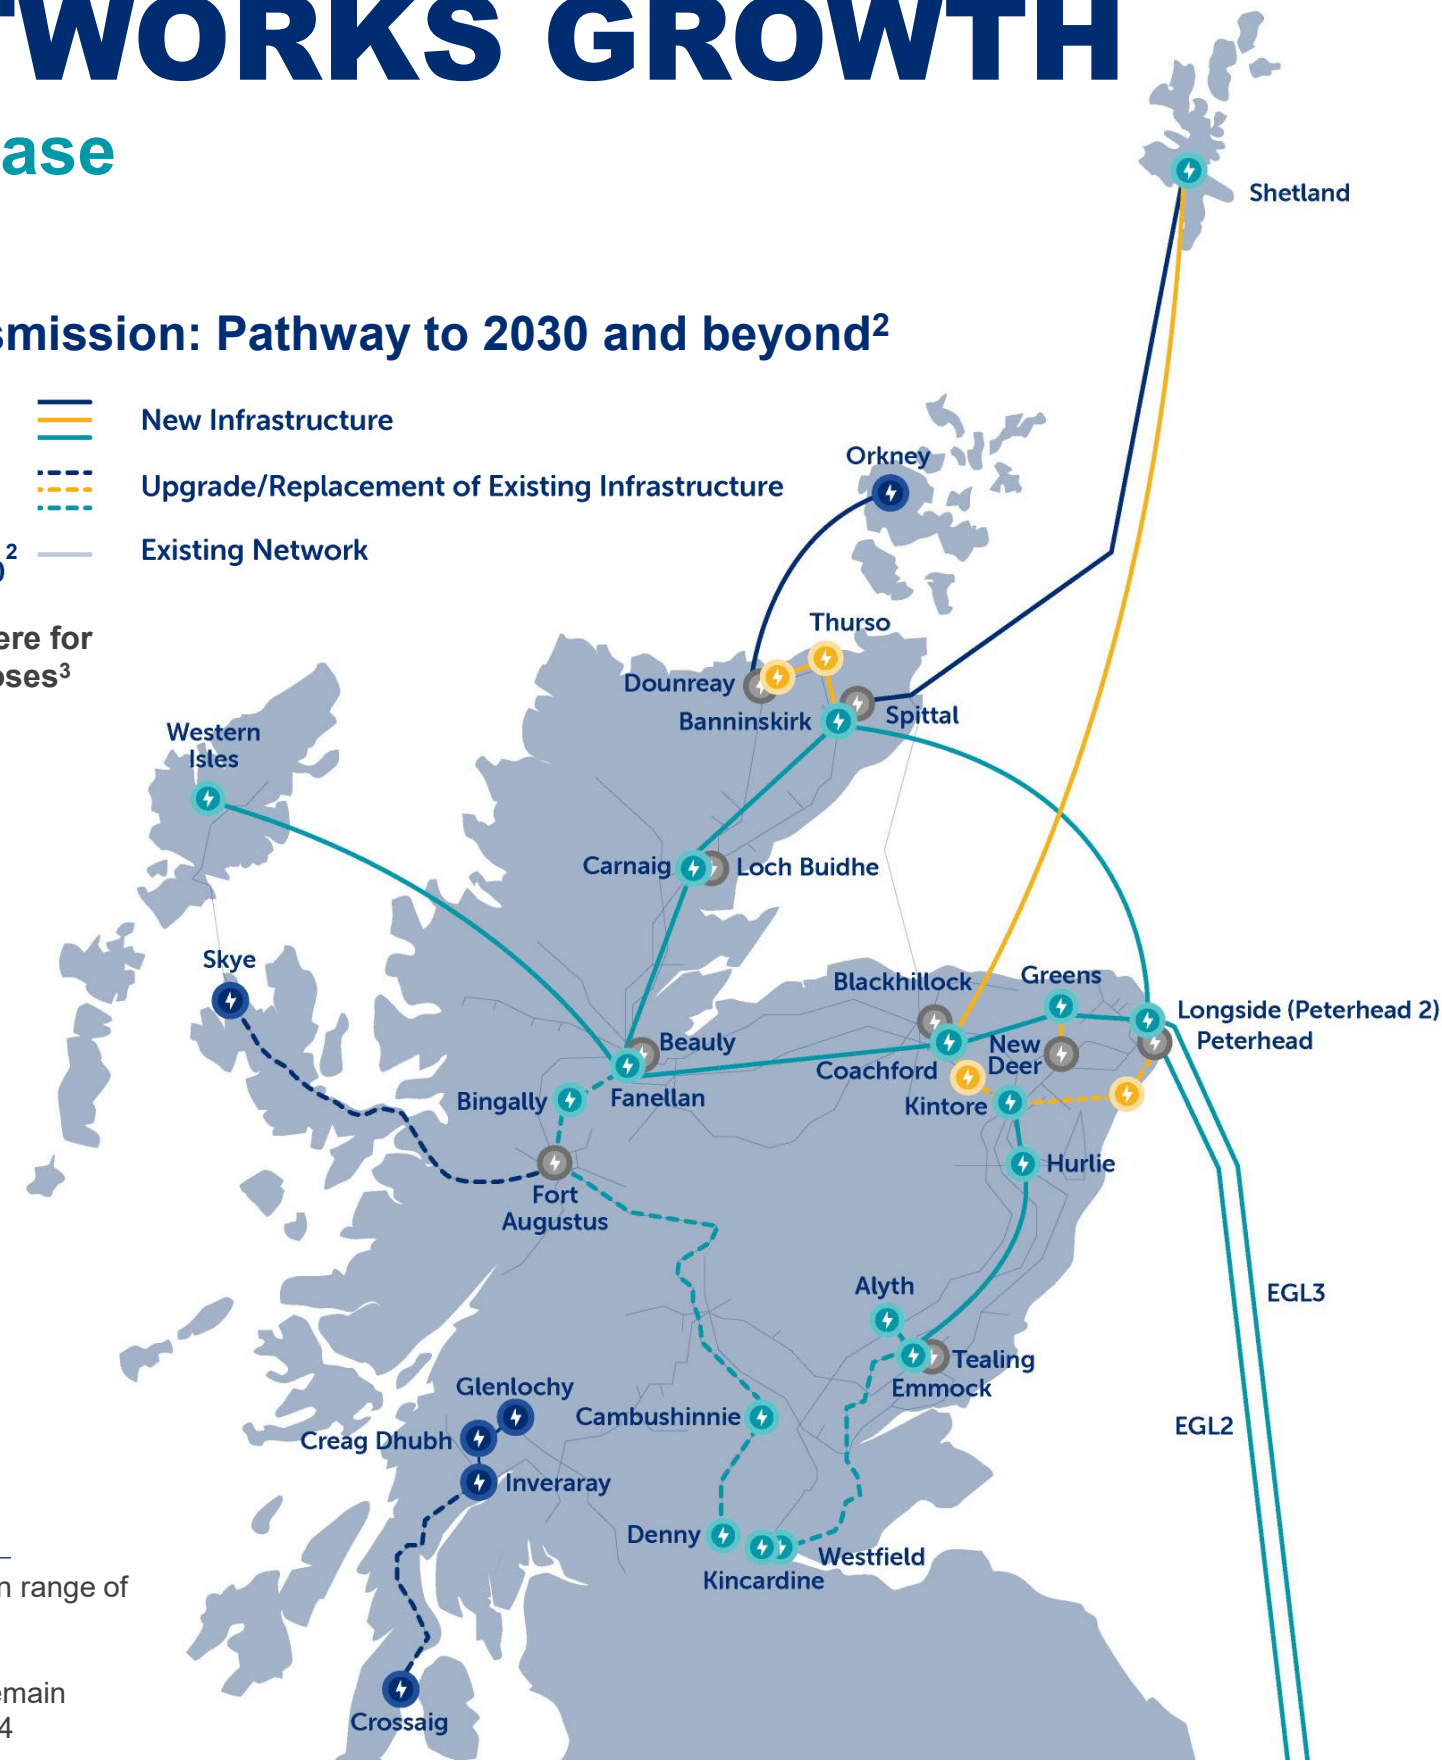 TWORKS GROWTH
ase
smission: Pathway to 2030 and beyond2
New Infrastructure
Upgrade/Replacement of Existing Infrastructure
Existing Network
2
ere for
oses3
Shetland
Orkney
Thurso
Dounreay
Banninskirk
Spittal
Western
Isles
Carnaig
Loch Buidhe
Skye
Blackhillock
Greens
Longside (Peterhead 2)
Peterhead
Beauly
New
Deer
Coachford
Bingally
Fanellan
Kintore
Hurlie
Fort
Augustus
Alyth
EGL3
Tealing
Emmock
Glenlochy
Cambushinnie
EGL2
Creag Dhubh
Inveraray
Denny
Westfield
Kincardine
n range of
emain
4
Crossaig